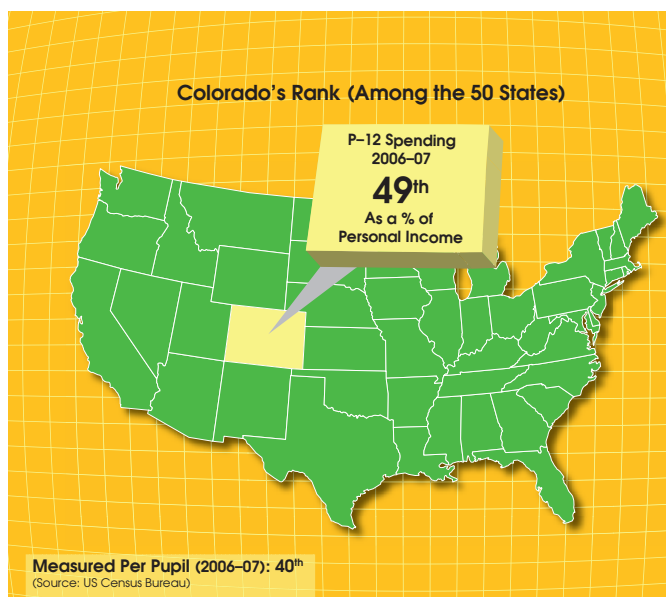 Colorado's Rank (Among the 50 States)
P–12 Spending
2006–07
49th
As a % of
Personal Income
Measured Per Pupil (2006–07): 40th
(Source: US Census Bureau)